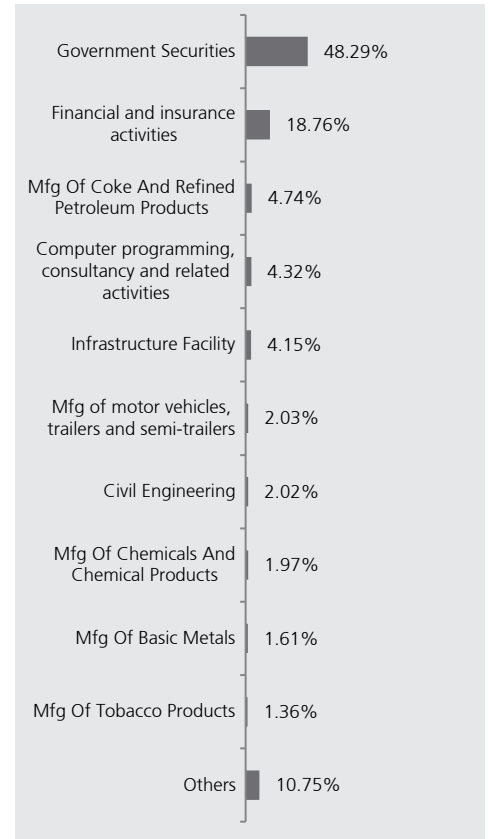 Government Securities 48.29%
Financial and insurance
activities 18.76%
Mfg Of Coke And Refined
Petroleum Products 4.74%
Computer programming,
consultancy and related
activities 4.32%
Infrastructure Facility 4.15%
Mfg of motor vehicles,
trailers and semi-trailers 2.03%
Civil Engineering 2.02%
Mfg Of Chemicals And
Chemical Products 1.97%
Mfg Of Basic Metals 1.61%
Mfg Of Tobacco Products 1.36%
Others 10.75%